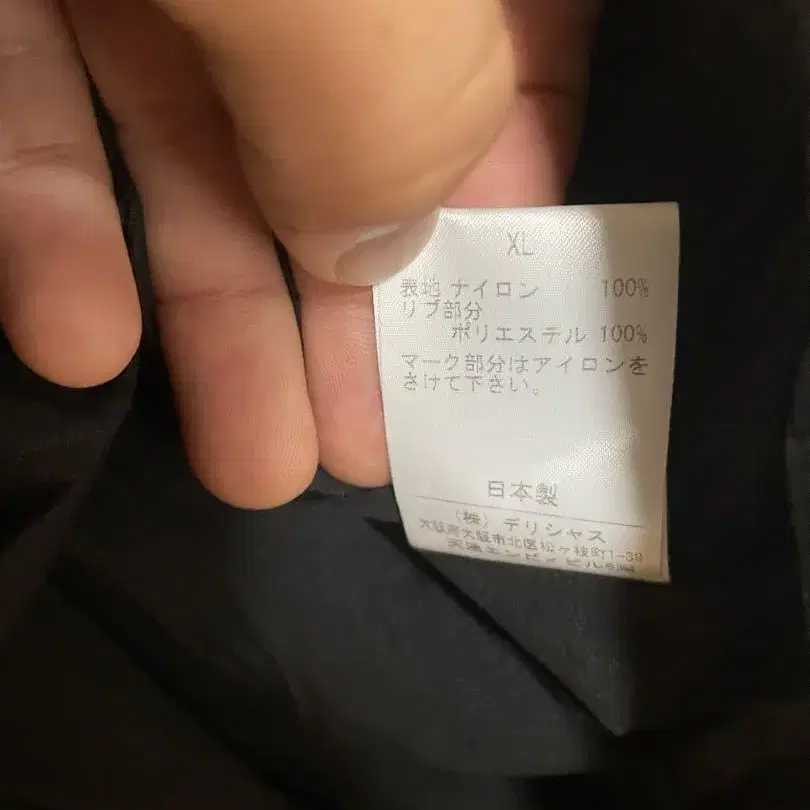 XL
表地 ナイロン 100%
リブ部分
ポリエステル 100%
マーク部分はアイロンを
さけて下さい。
日本製
(株) デリシャス
大阪府大阪市北区松ケ枝町1-39